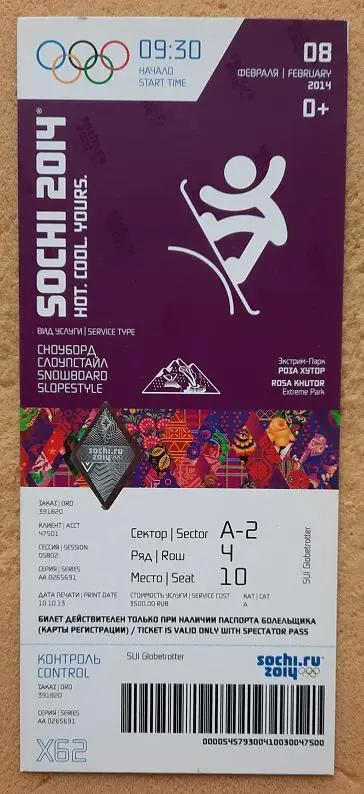 09:30
НАЧАЛО
START TIME
08
ФЕВРАЛЯ | FEBRUARY
2014
0+
SOCHI 2014
HOT. COOL. YOURS.
ВИД УСЛУГИ | SERVICE TYPE
СНОУБОРД
СЛОУПСТАЙЛ
SNOWBOARD
SLOPESTYLE
Экстрим-Парк
РОЗА ХУТОР
ROSA KHUTOR
Extreme Park
sochi.ru
2014
ЗАКАЗ | ORD
391820
КЛИЕНТ | ACCT
47501
СЕССИЯ | SESSION
05802
СЕРИЯ | SERIES
AA 0265691
Сектор | Sector A-2
Ряд | Row 4
Место | Seat 10
SUI Globetrotter
ДАТА ПЕЧАТИ | PRINT DATE
10.10.13
СТОИМОСТЬ УСЛУГИ | SERVICE COST
3500,00 RUB
КАТ | CAT
A
БИЛЕТ ДЕЙСТВИТЕЛЕН ТОЛЬКО ПРИ НАЛИЧИИ ПАСПОРТА БОЛЕЛЬЩИКА
(КАРТЫ РЕГИСТРАЦИИ) / TICKET IS VALID ONLY WITH SPECTATOR PASS
КОНТРОЛЬ
CONTROL
SUI Globetrotter
sochi.ru
2014
ЗАКАЗ | ORD
391820
СЕРИЯ | SERIES
AA 0265691
X62
000054579300410030047500